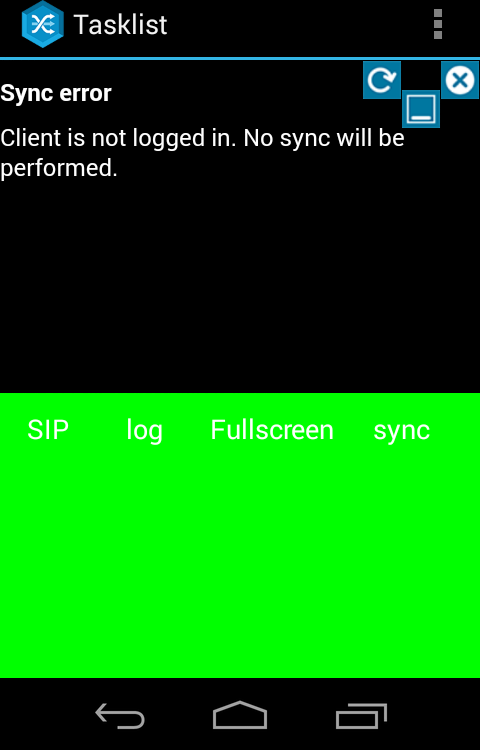 Tasklist
Sync error
Client is not logged in. No sync will be
performed.
SIP log Fullscreen sync